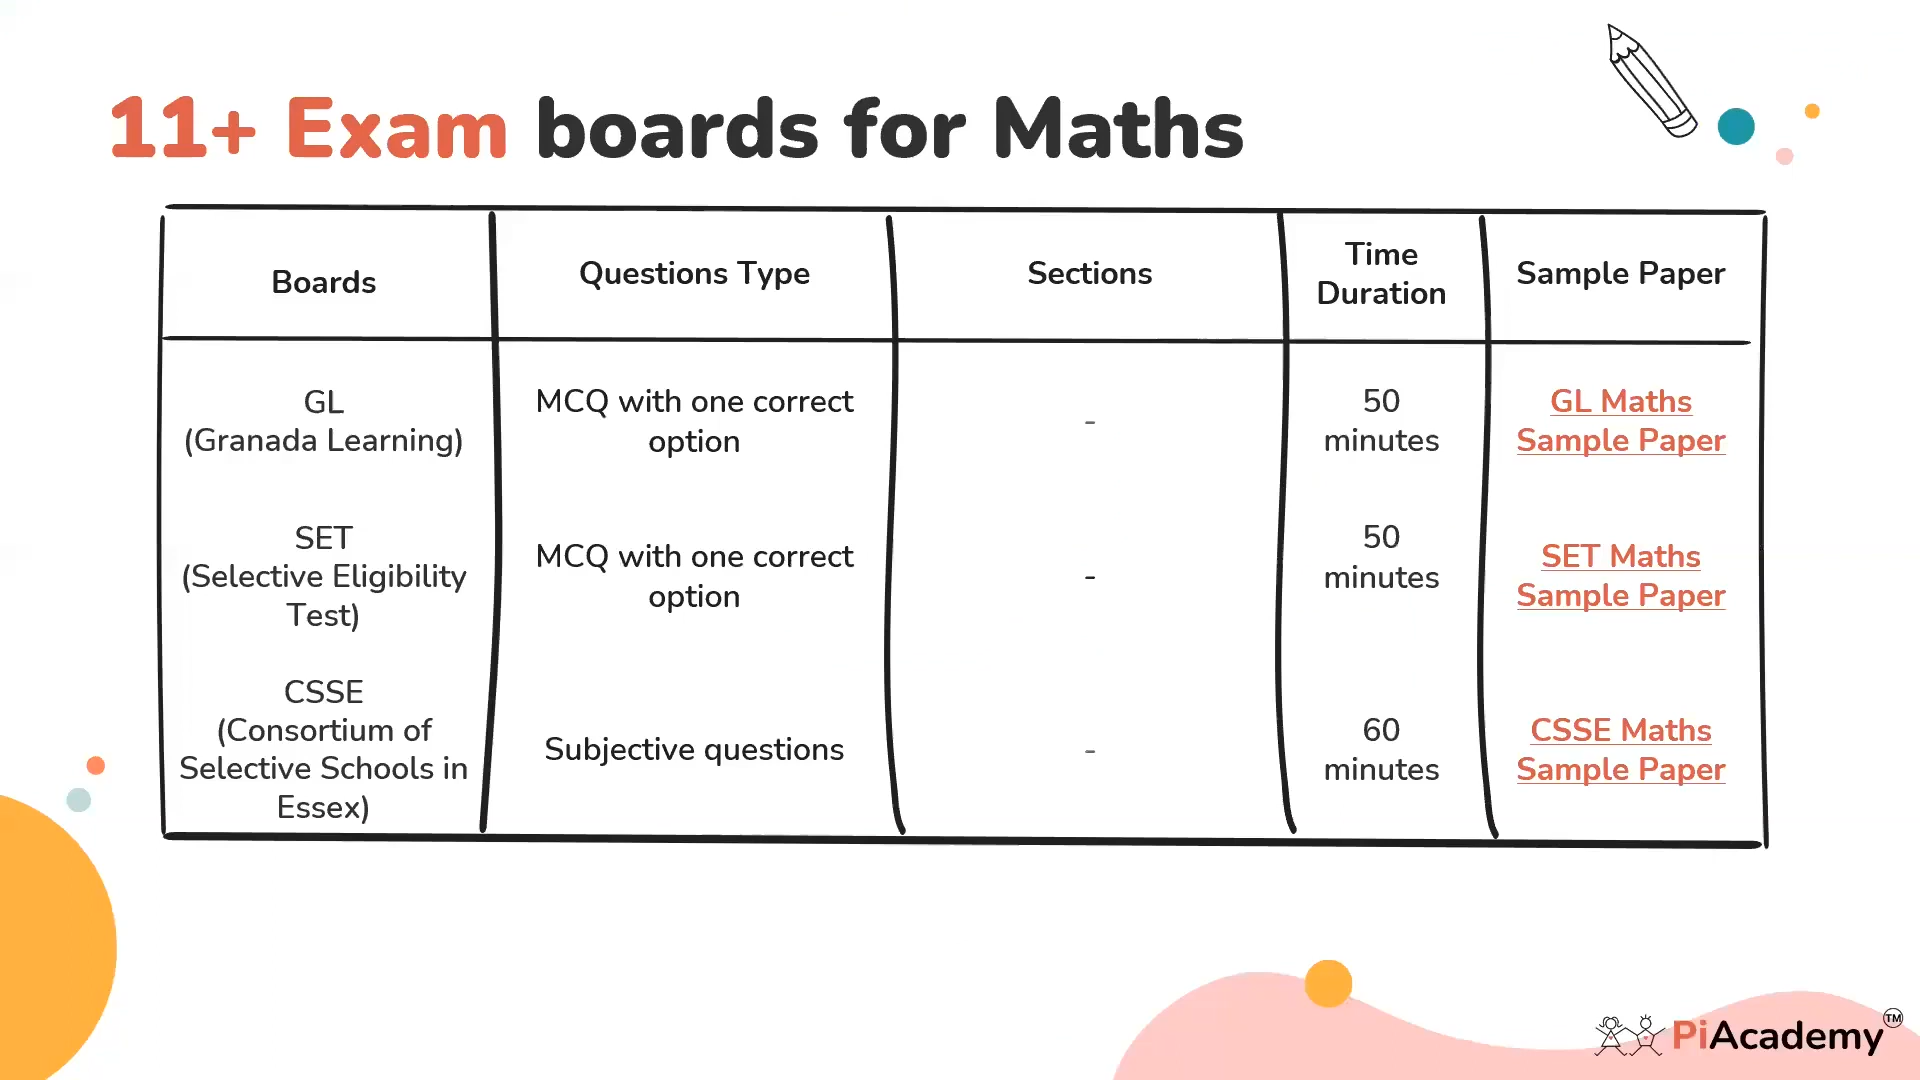 11+ Exam boards for Maths
Boards
Questions Type
Sections
Time
Duration
Sample Paper
GL
(Granada Learning)
MCQ with one correct
option
-
50
minutes
GL Maths
Sample Paper
SET
(Selective Eligibility
Test)
MCQ with one correct
option
-
50
minutes
SET Maths
Sample Paper
CSSE
(Consortium of
Selective Schools in
Essex)
Subjective questions
-
60
minutes
CSSE Maths
Sample Paper
PiAcademy TM